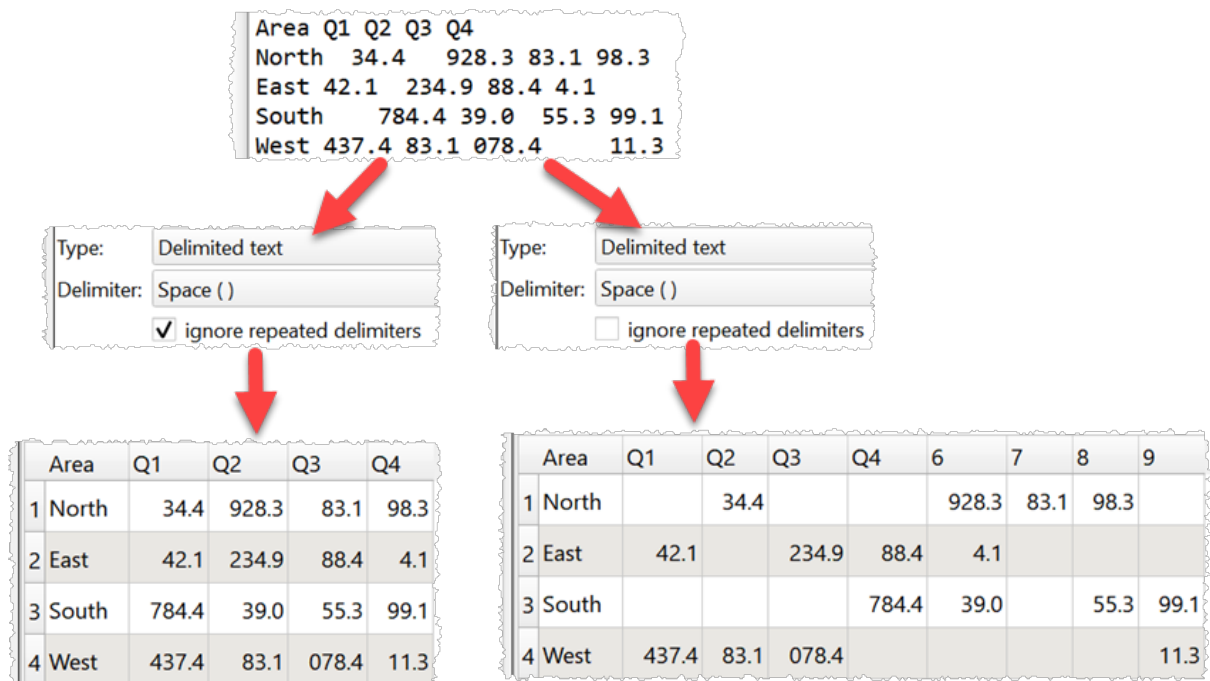 Area Q1 Q2 Q3 Q4
North  34.4   928.3 83.1 98.3
East 42.1  234.9 88.4 4.1
South    784.4 39.0  55.3 99.1
West 437.4 83.1 078.4     11.3
Type: Delimited text
Delimiter: Space ( )
ignore repeated delimiters
Type: Delimited text
Delimiter: Space ( )
ignore repeated delimiters
Area Q1 Q2 Q3 Q4
1 North 34.4 928.3 83.1 98.3
2 East 42.1 234.9 88.4 4.1
3 South 784.4 39.0 55.3 99.1
4 West 437.4 83.1 078.4 11.3
Area Q1 Q2 Q3 Q4 6 7 8 9
1 North 34.4 928.3 83.1 98.3
2 East 42.1 234.9 88.4 4.1
3 South 784.4 39.0 55.3 99.1
4 West 437.4 83.1 078.4 11.3